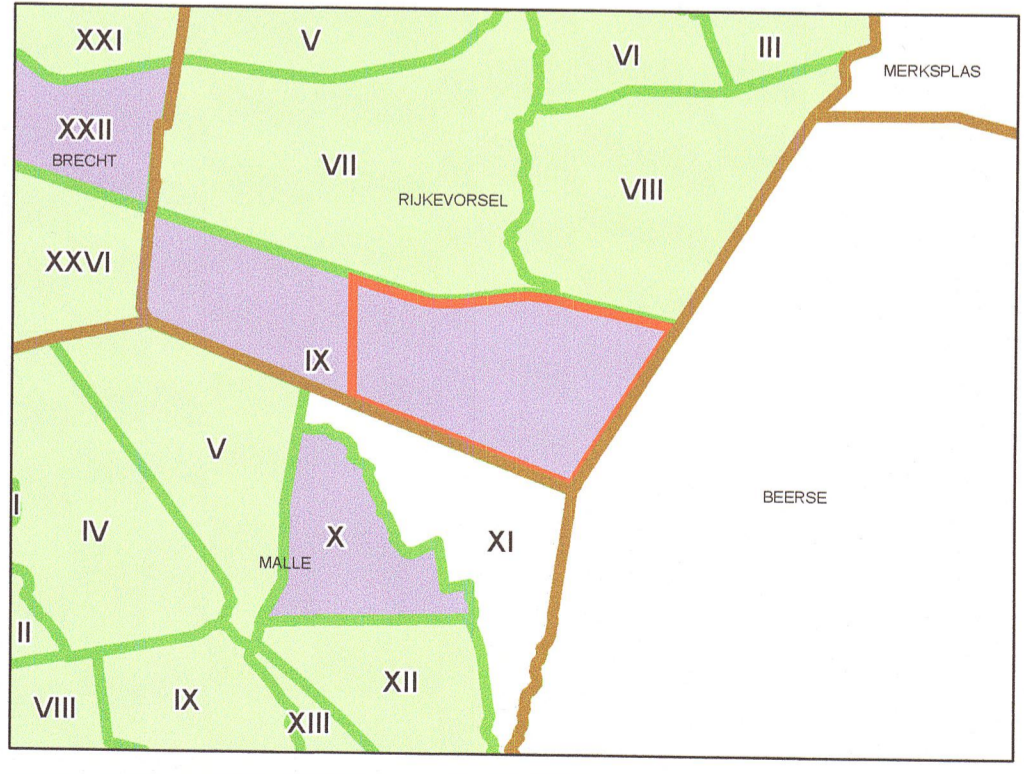 XXI
V
VI
III
MERKSPLAS
XXII
BRECHT
VII
RIJKEVORSEL
VIII
XXVI
IX
V
I
IV
X
XI
BEERSE
MALLE
II
VIII
IX
XIII
XII